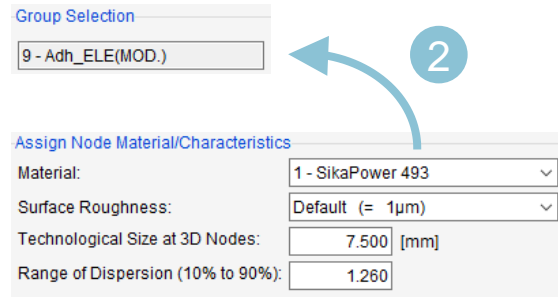 Group Selection
9 - Adh_ELE(MOD.)
2
Assign Node Material/Characteristics
Material: 1 - SikaPower 493
Surface Roughness: Default (= 1µm)
Technological Size at 3D Nodes: 7.500 [mm]
Range of Dispersion (10% to 90%): 1.260